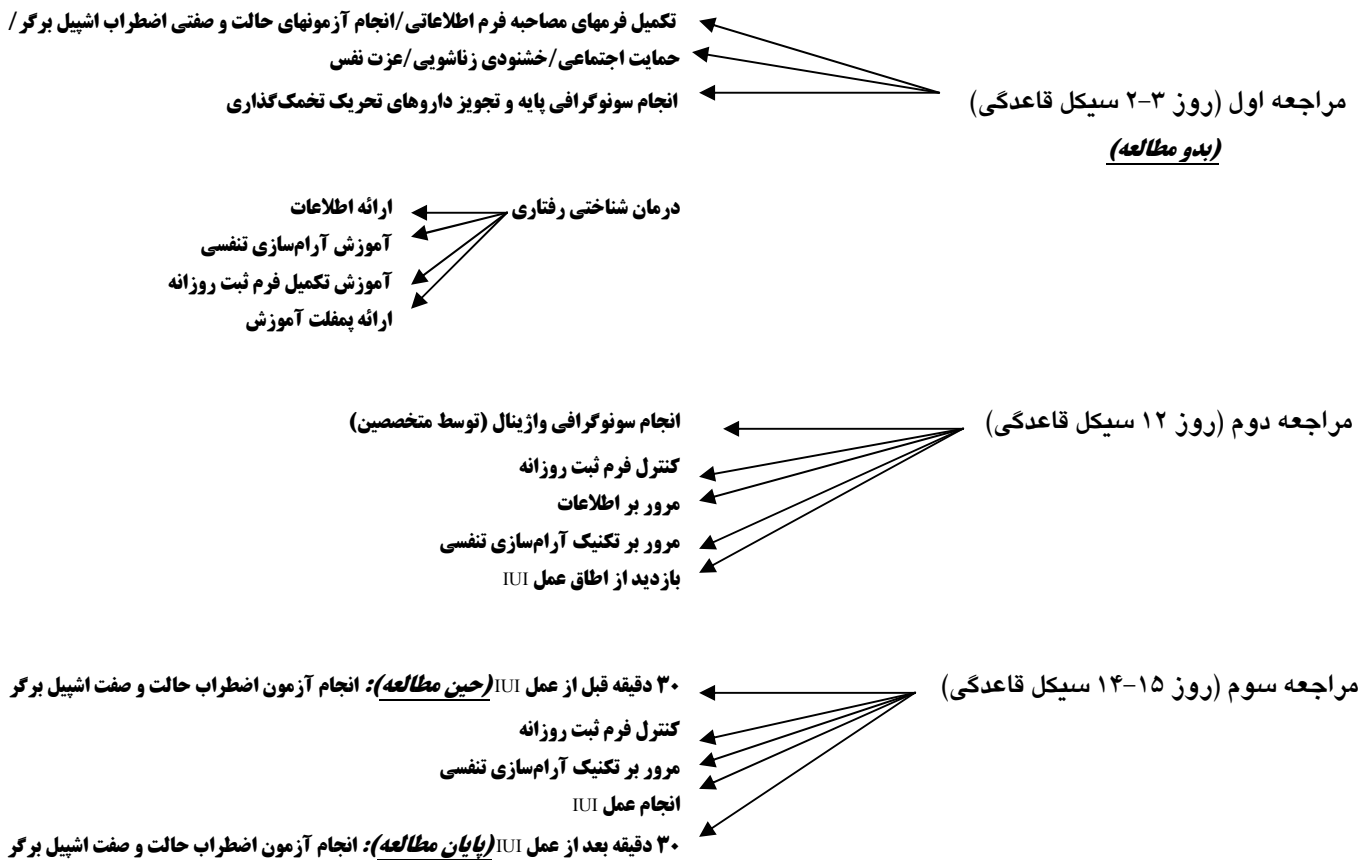 تکمیل فرمهای مصاحبه فرم اطلاعاتی/انجام آزمونهای حالت و صفتی اضطراب اشپیل برگر/
حمایت اجتماعی/خشنودی زناشویی/عزت نفس
مراجعه اول (روز ۳-۲ سیکل قاعدگی)
انجام سونوگرافی پایه و تجویز داروهای تحریک تخمک‌گذاری
(بدو مطالعه)
درمان شناختی رفتاری
ارائه اطلاعات
آموزش آرام‌سازی تنفسی
آموزش تکمیل فرم ثبت روزانه
ارائه پمفلت آموزش
مراجعه دوم (روز ۱۲ سیکل قاعدگی)
انجام سونوگرافی واژینال (توسط متخصصین)
کنترل فرم ثبت روزانه
مرور بر اطلاعات
مرور بر تکنیک آرام‌سازی تنفسی
بازدید از اطاق عمل IUI
مراجعه سوم (روز ۱۵-۱۴ سیکل قاعدگی)
۳۰ دقیقه قبل از عمل IUI(حین مطالعه): انجام آزمون اضطراب حالت و صفت اشپیل برگر
کنترل فرم ثبت روزانه
مرور بر تکنیک آرام‌سازی تنفسی
انجام عمل IUI
۳۰ دقیقه بعد از عمل IUI(پایان مطالعه): انجام آزمون اضطراب حالت و صفت اشپیل برگر